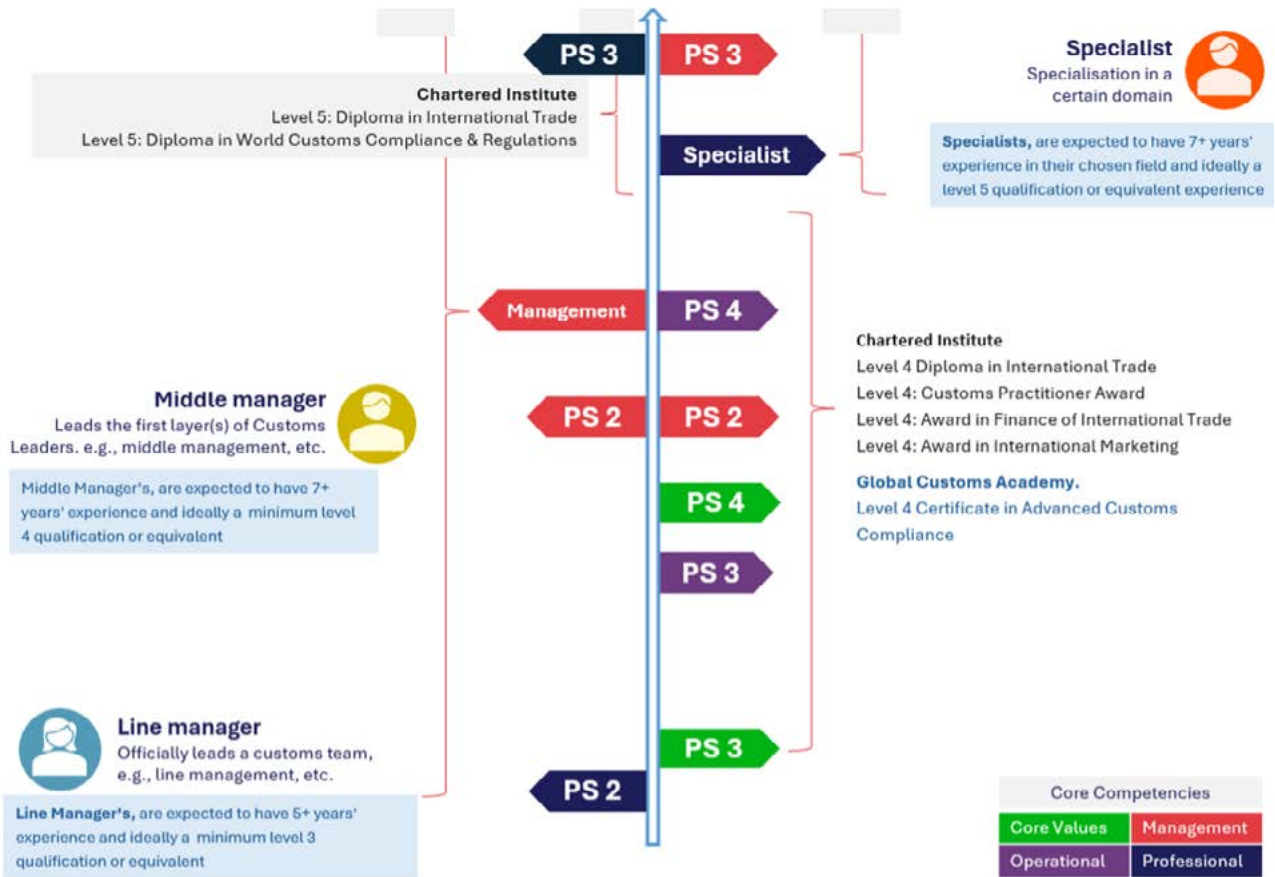 PS 3
PS 3
Chartered Institute
Level 5: Diploma in International Trade
Level 5: Diploma in World Customs Compliance & Regulations
Specialist
Specialisation in a
certain domain
Specialist
Specialists, are expected to have 7+ years'
experience in their chosen field and ideally a
level 5 qualification or equivalent experience
Management
PS 4
Chartered Institute
Level 4 Diploma in International Trade
Level 4: Customs Practitioner Award
Level 4: Award in Finance of International Trade
Level 4: Award in International Marketing
Global Customs Academy.
Level 4 Certificate in Advanced Customs
Compliance
Middle manager
Leads the first layer(s) of Customs
Leaders. e.g., middle management, etc.
Middle Manager's, are expected to have 7+
years' experience and ideally a minimum level
4 qualification or equivalent
PS 2
PS 2
PS 4
PS 3
Line manager
Officially leads a customs team,
e.g., line management, etc.
Line Manager's, are expected to have 5+ years'
experience and ideally a minimum level 3
qualification or equivalent
PS 3
PS 2
Core Competencies
Core Values
Management
Operational
Professional